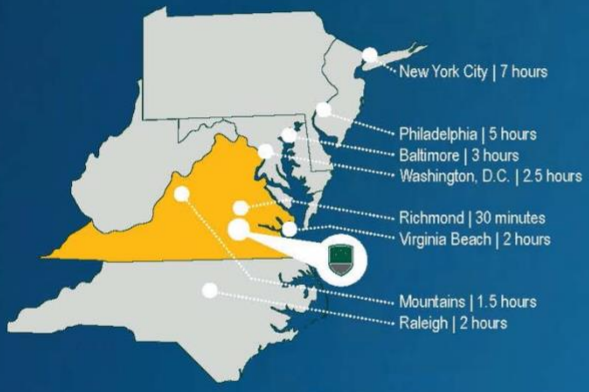 New York City | 7 hours
Philadelphia | 5 hours
Baltimore | 3 hours
Washington, D.C. | 2.5 hours
Richmond | 30 minutes
Virginia Beach | 2 hours
Mountains | 1.5 hours
Raleigh | 2 hours